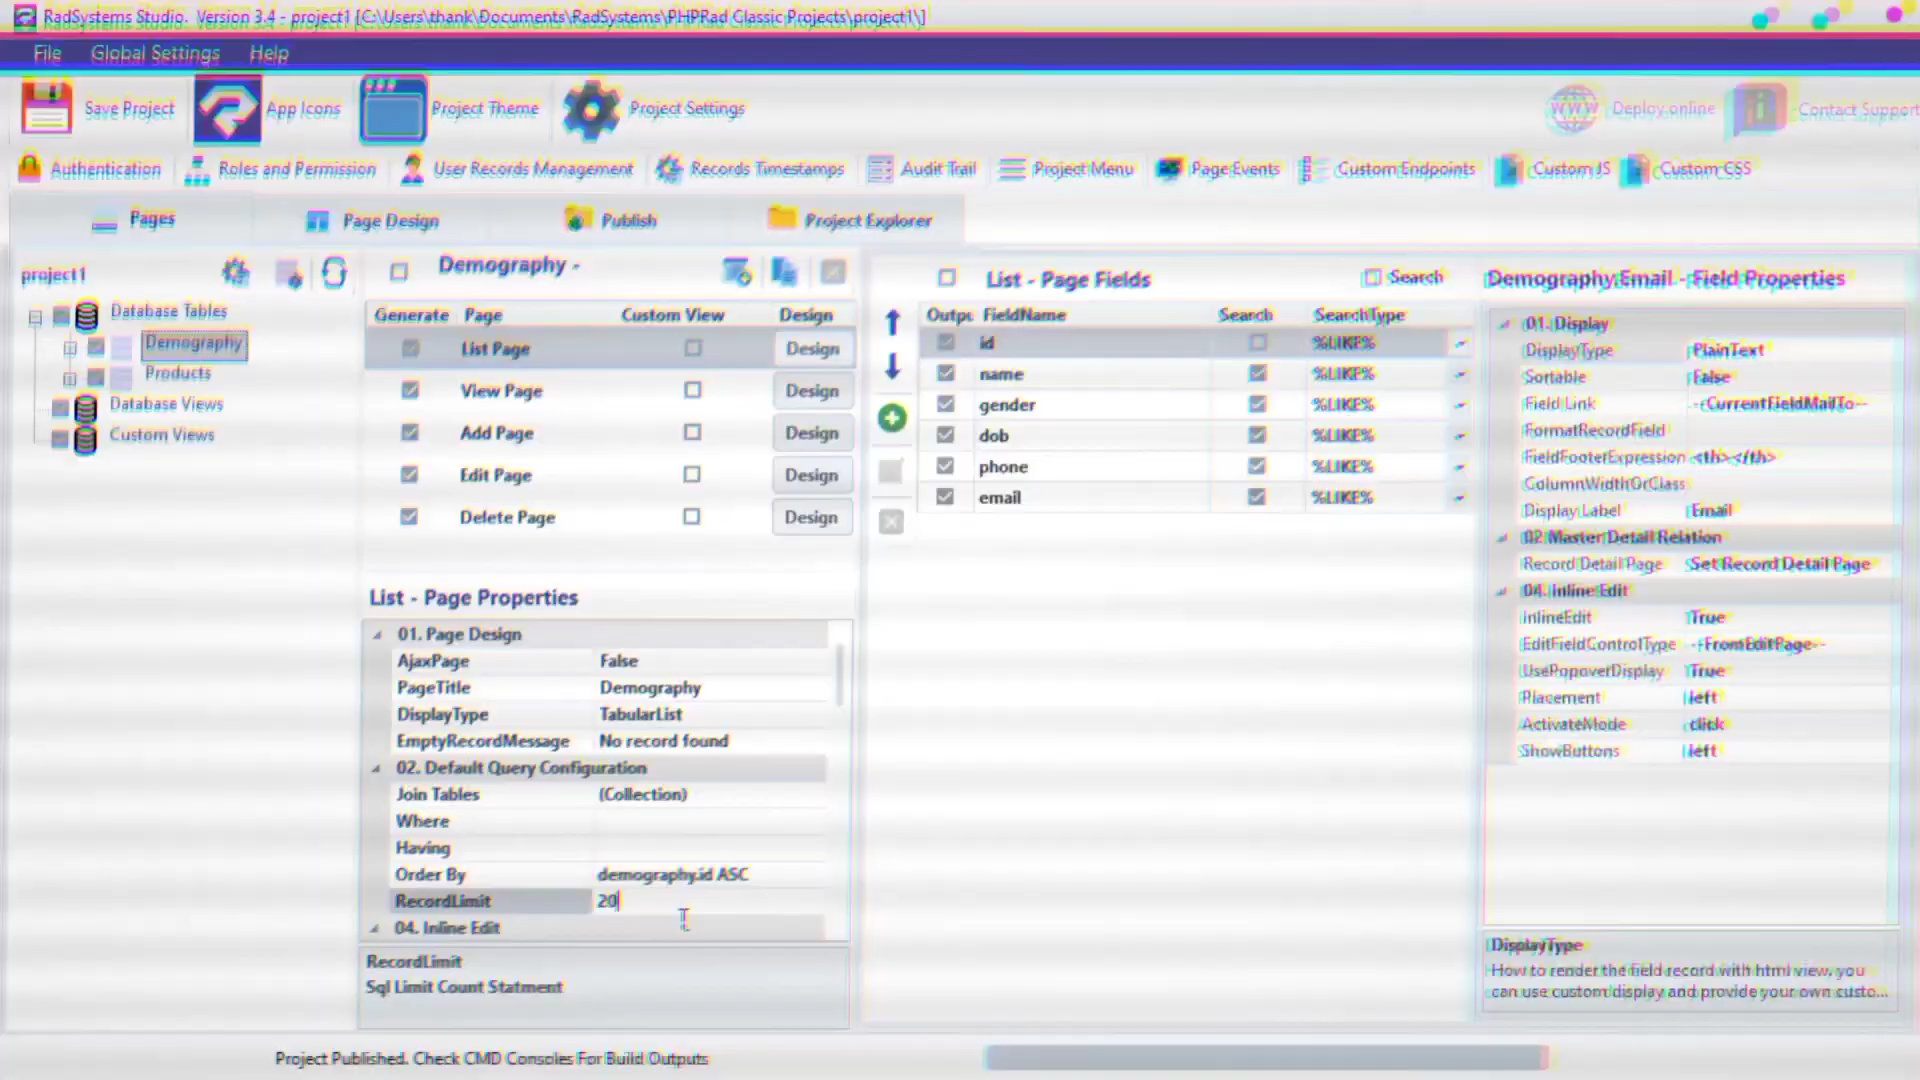 RadSystems Studio. Version 3.4 - project1 [C:\Users\thank\Documents\RadSystems\PHPRad Classic Projects\project1\]
File Global Settings Help
Save Project App Icons Project Theme Project Settings WWW Deploy.online Contact Support
Authentication Roles and Permission User Records Management Records Timestamps Audit Trail Project Menu Page Events Custom Endpoints Custom JS Custom CSS
Pages Page Design Publish Project Explorer
project1
Database Tables
Demography
Products
Database Views
Custom Views
Demography -
Generate Page Custom View Design
List Page Design
View Page Design
Add Page Design
Edit Page Design
Delete Page Design
List - Page Properties
01. Page Design
AjaxPage False
PageTitle Demography
DisplayType TabularList
EmptyRecordMessage No record found
02. Default Query Configuration
Join Tables (Collection)
Where
Having
Order By demography.id ASC
RecordLimit 20
04. Inline Edit
RecordLimit
Sql Limit Count Statment
List - Page Fields Search
Outpu FieldName Search SearchType
id %LIKE%
name %LIKE%
gender %LIKE%
dob %LIKE%
phone %LIKE%
email %LIKE%
Demography.Email - Field Properties
01. Display
DisplayType PlainText
Sortable False
Field Link --CurrentFieldMailTo--
FormatRecordField
FieldFooterExpression <th></th>
ColumnWidthOrClass
Display Label Email
02 Master Detail Relation
Record Detail Page Set Record Detail Page
04. Inline Edit
InlineEdit True
EditFieldControlType --FromEditPage--
UsePopoverDisplay True
Placement left
ActivateMode click
ShowButtons left
DisplayType
How to render the field record with html view. you
can use custom display and provide your own custo...
Project Published. Check CMD Consoles For Build Outputs